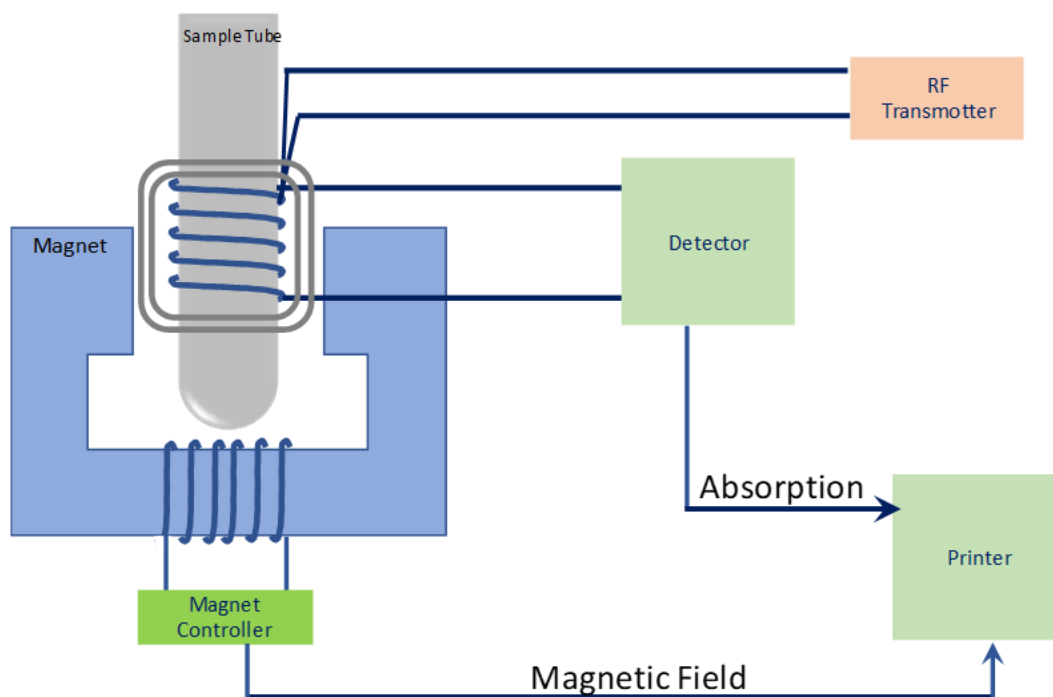 Sample Tube
RF
Transmotter
Magnet
Detector
Absorption
Printer
Magnet
Controller
Magnetic Field